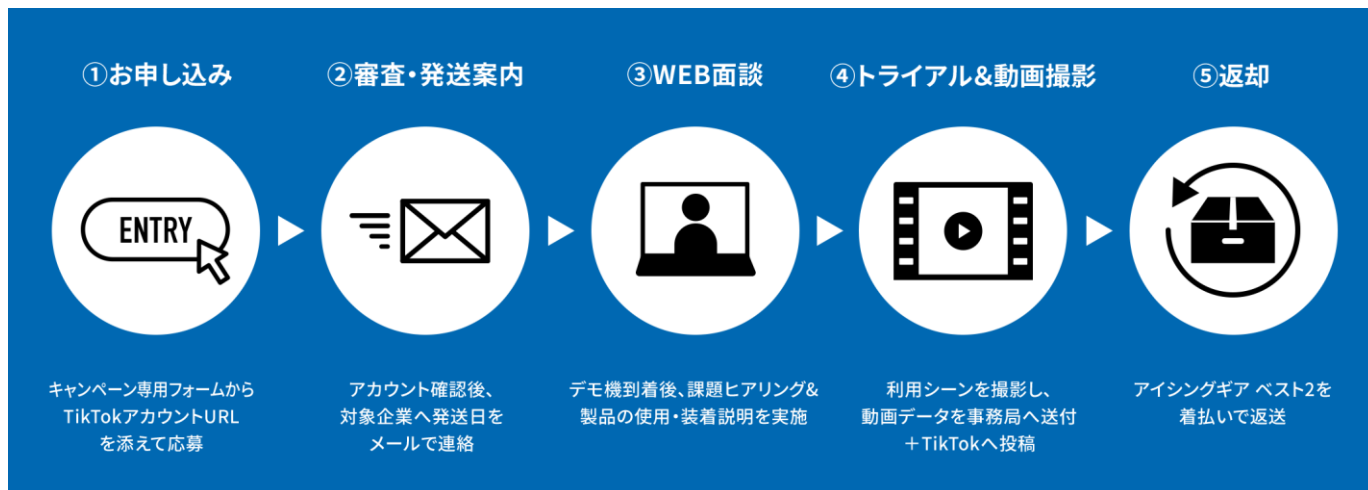 ①お申し込み
②審査・発送案内
③WEB面談
④トライアル&動画撮影
⑤返却
ENTRY
キャンペーン専用フォームから
TikTokアカウントURL
を添えて応募
アカウント確認後、
対象企業へ発送日を
メールで連絡
デモ機到着後、課題ヒアリング&
製品の使用・装着説明を実施
利用シーンを撮影し、
動画データを事務局へ送付
＋TikTokへ投稿
アイシングギア ベスト2を
着払いで返送